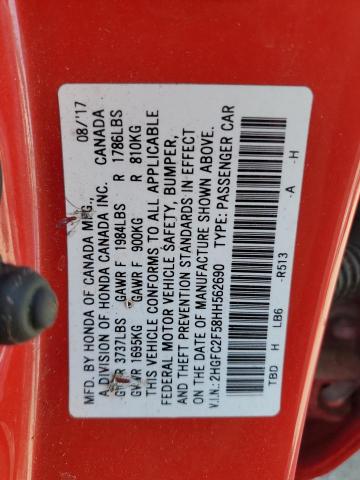 MFD. BY HONDA OF CANADA MFG., 08/'17
A DIVISION OF HONDA CANADA INC. CANADA
GVWR 3737LBS GAWR F 1984LBS R 1786LBS
GVWR 1695KG GAWR F 900KG R 810KG
THIS VEHICLE CONFORMS TO ALL APPLICABLE
FEDERAL MOTOR VEHICLE SAFETY, BUMPER,
AND THEFT PREVENTION STANDARDS IN EFFECT
ON THE DATE OF MANUFACTURE SHOWN ABOVE.
V.I.N.: 2HGFC2F58HH562690 TYPE: PASSENGER CAR
TBD H LB6 -R513 -A -H